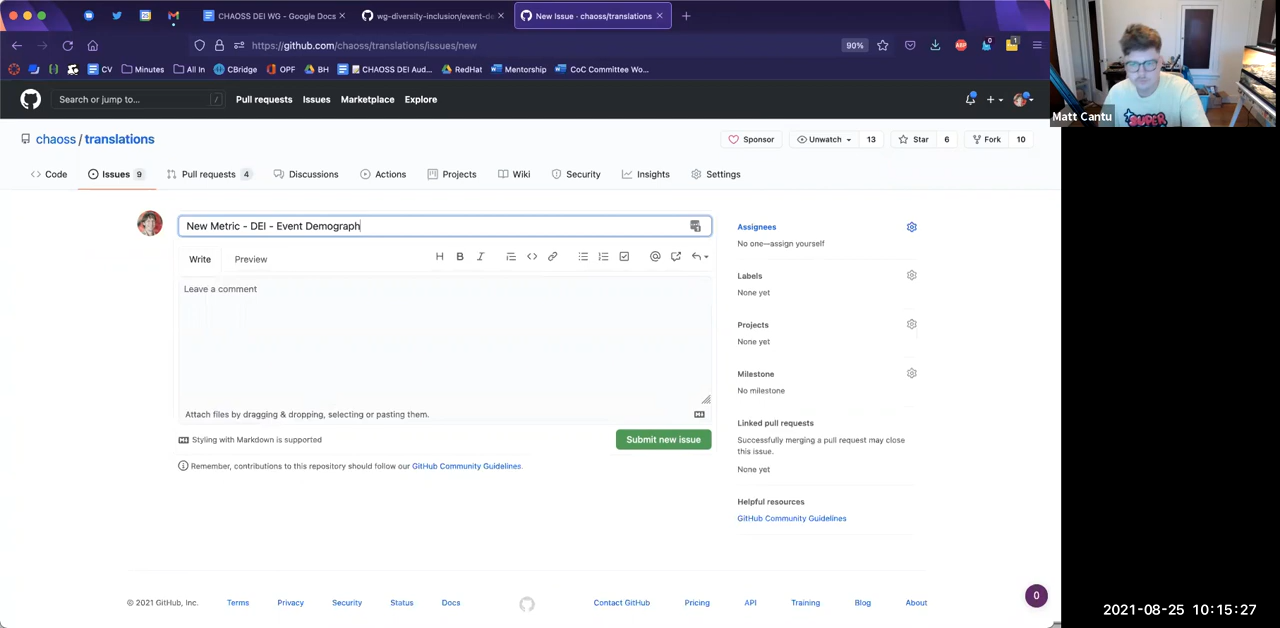 CHAOSS DEI WG - Google Docs
wg-diversity-inclusion/event-de
New Issue · chaoss/translations
https://github.com/chaoss/translations/issues/new
90%
ABP
0
1
CV
Minutes
All In
CBridge
OPF
BH
CHAOSS DEI Aud...
RedHat
Mentorship
CoC Committee Wo...
Search or jump to...
/
Pull requests
Issues
Marketplace
Explore
Matt Cantu
chaoss / translations
Sponsor
Unwatch
13
Star
6
Fork
10
Code
Issues 9
Pull requests 4
Discussions
Actions
Projects
Wiki
Security
Insights
Settings
New Metric - DEI - Event Demograph
Write
Preview
Leave a comment
Attach files by dragging & dropping, selecting or pasting them.
Styling with Markdown is supported
Submit new issue
Remember, contributions to this repository should follow our GitHub Community Guidelines.
Assignees
No one—assign yourself
Labels
None yet
Projects
None yet
Milestone
No milestone
Linked pull requests
Successfully merging a pull request may close
this issue.
None yet
Helpful resources
GitHub Community Guidelines
© 2021 GitHub, Inc.
Terms
Privacy
Security
Status
Docs
Contact GitHub
Pricing
API
Training
Blog
About
0
2021-08-25 10:15:27